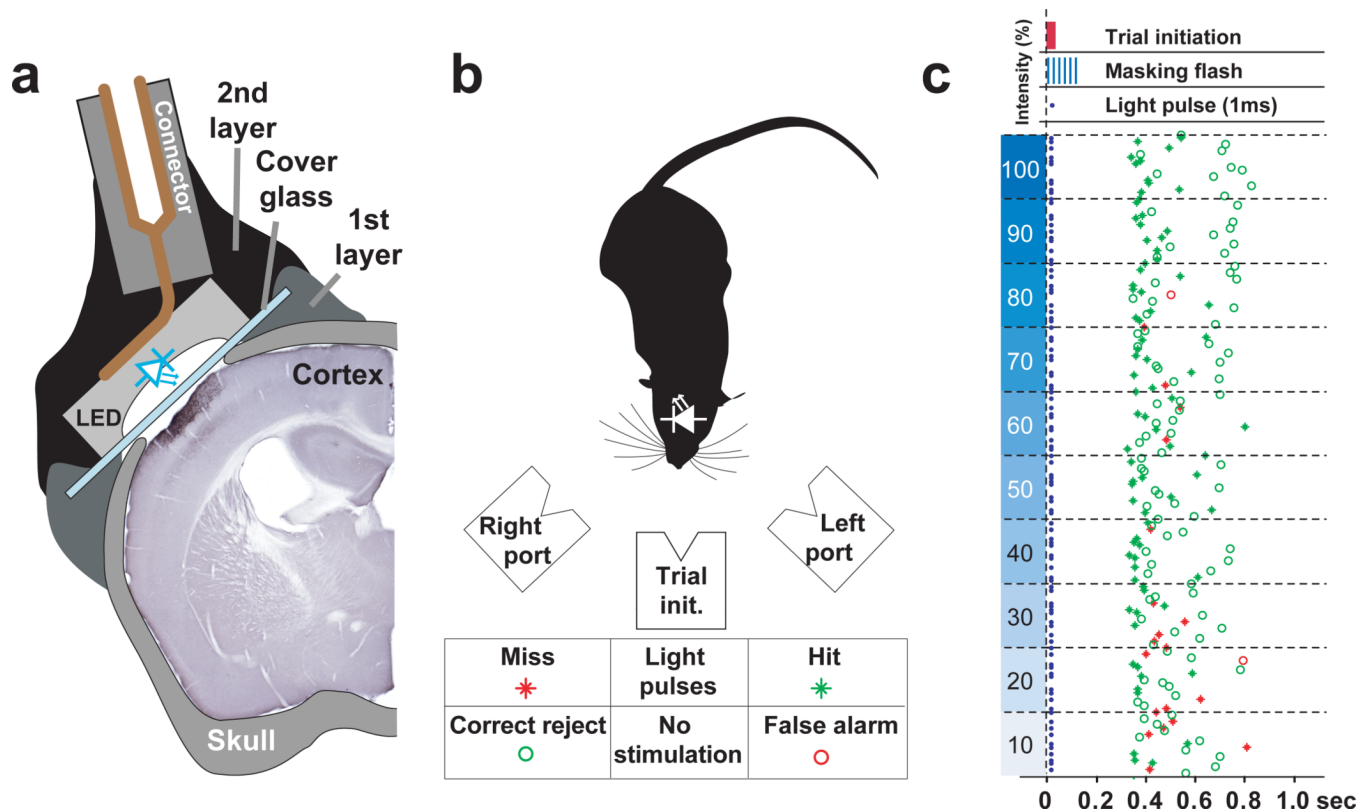 a
Connector
2nd
layer
Cover
glass
1st
layer
Cortex
LED
Skull
b
Right
port
Left
port
Trial
init.
Miss
Light
pulses
Hit
Correct reject
No
stimulation
False alarm
c
Intensity (%)
Trial initiation
Masking flash
Light pulse (1ms)
100
90
80
70
60
50
40
30
20
10
0 0.2 0.4 0.6 0.8 1.0 sec